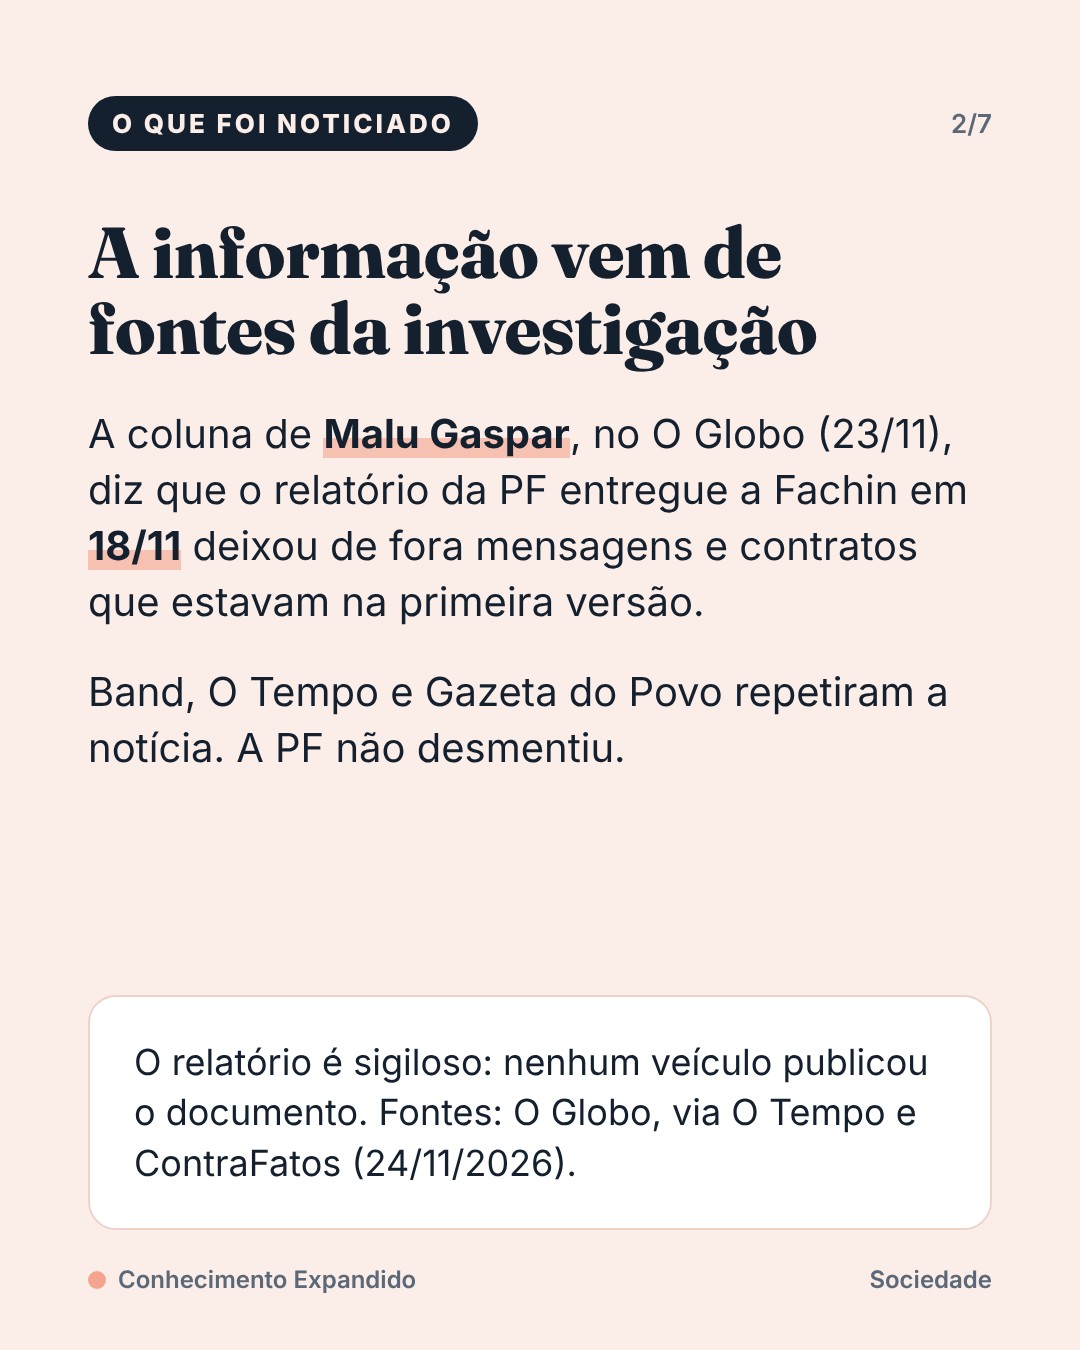 O QUE FOI NOTICIADO
2/7
A informação vem de
fontes da investigação
A coluna de Malu Gaspar, no O Globo (23/11),
diz que o relatório da PF entregue a Fachin em
18/11 deixou de fora mensagens e contratos
que estavam na primeira versão.
Band, O Tempo e Gazeta do Povo repetiram a
notícia. A PF não desmentiu.
O relatório é sigiloso: nenhum veículo publicou
o documento. Fontes: O Globo, via O Tempo e
ContraFatos (24/11/2026).
Conhecimento Expandido
Sociedade